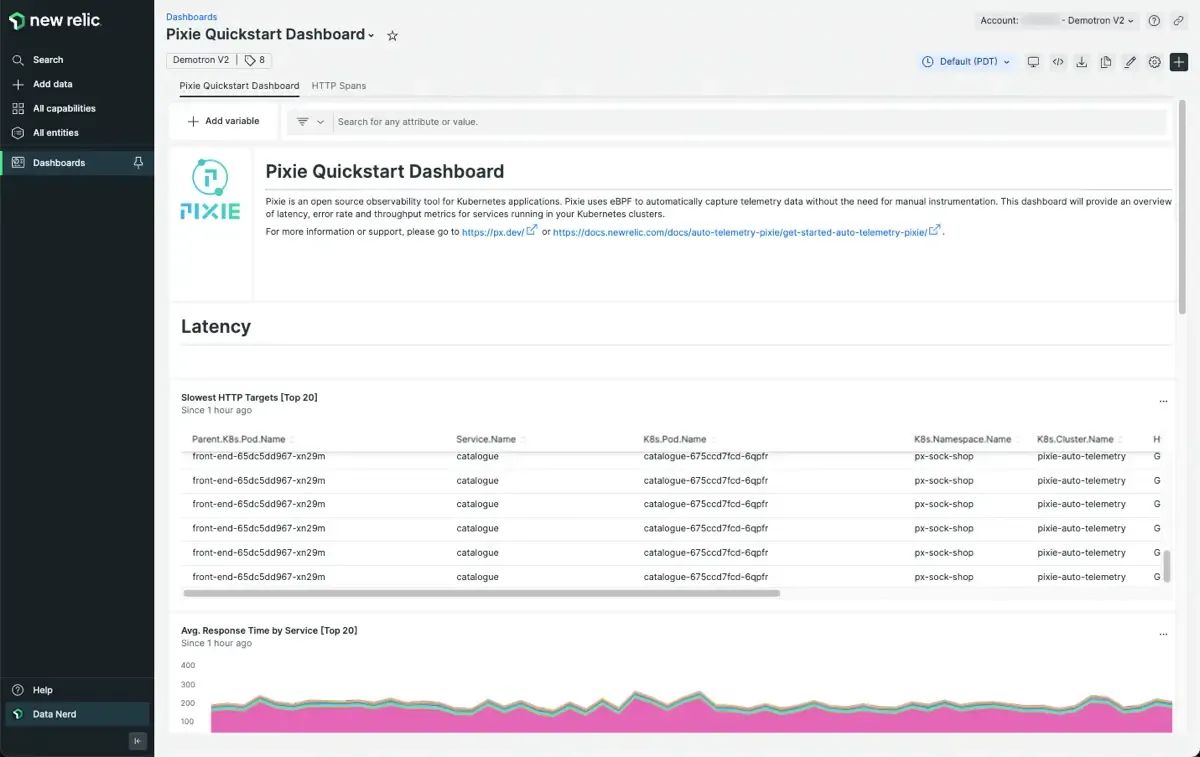 new relic
Search
Add data
All capabilities
All entities
Dashboards
Help
Data Nerd
Dashboards
Pixie Quickstart Dashboard
Account: - Demotron V2
Demotron V2 | 8
Default (PDT)
Pixie Quickstart Dashboard HTTP Spans
Add variable
Search for any attribute or value.
PIXIE
Pixie Quickstart Dashboard
Pixie is an open source observability tool for Kubernetes applications. Pixie uses eBPF to automatically capture telemetry data without the need for manual instrumentation. This dashboard will provide an overview
of latency, error rate and throughput metrics for services running in your Kubernetes clusters.
For more information or support, please go to https://px.dev/ or https://docs.newrelic.com/docs/auto-telemetry-pixie/get-started-auto-telemetry-pixie/ .
Latency
Slowest HTTP Targets [Top 20]
Since 1 hour ago
Parent.K8s.Pod.Name Service.Name K8s.Pod.Name K8s.Namespace.Name K8s.Cluster.Name H
front-end-65dc5dd967-xn29m catalogue catalogue-675ccd7fcd-6qpfr px-sock-shop pixie-auto-telemetry G
front-end-65dc5dd967-xn29m catalogue catalogue-675ccd7fcd-6qpfr px-sock-shop pixie-auto-telemetry G
front-end-65dc5dd967-xn29m catalogue catalogue-675ccd7fcd-6qpfr px-sock-shop pixie-auto-telemetry G
front-end-65dc5dd967-xn29m catalogue catalogue-675ccd7fcd-6qpfr px-sock-shop pixie-auto-telemetry G
front-end-65dc5dd967-xn29m catalogue catalogue-675ccd7fcd-6qpfr px-sock-shop pixie-auto-telemetry G
front-end-65dc5dd967-xn29m catalogue catalogue-675ccd7fcd-6qpfr px-sock-shop pixie-auto-telemetry G
Avg. Response Time by Service [Top 20]
Since 1 hour ago
400
300
200
100